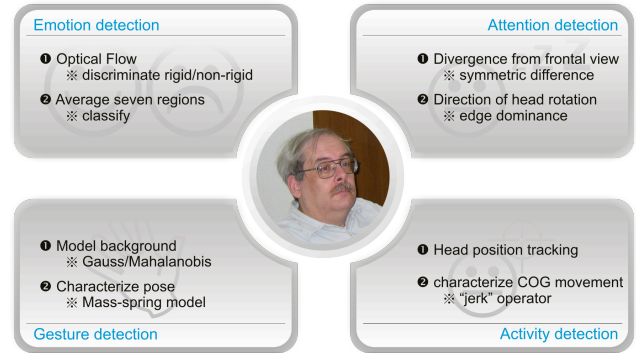 Emotion detection
❶ Optical Flow
※ discriminate rigid/non-rigid
❷ Average seven regions
※ classify
Attention detection
❶ Divergence from frontal view
※ symmetric difference
❷ Direction of head rotation
※ edge dominance
❶ Model background
※ Gauss/Mahalanobis
❷ Characterize pose
※ Mass-spring model
Gesture detection
❶ Head position tracking
❷ characterize COG movement
※ “jerk” operator
Activity detection